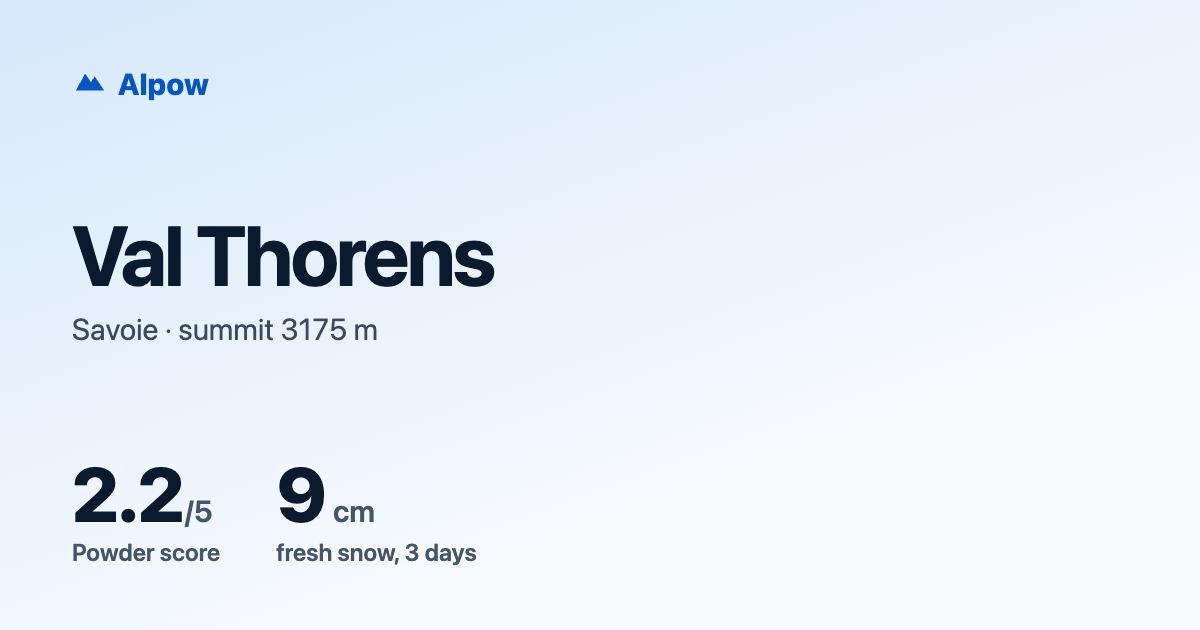 Alpow
Val Thorens
Savoie · summit 3175 m
2.2/5
Powder score
9 cm
fresh snow, 3 days